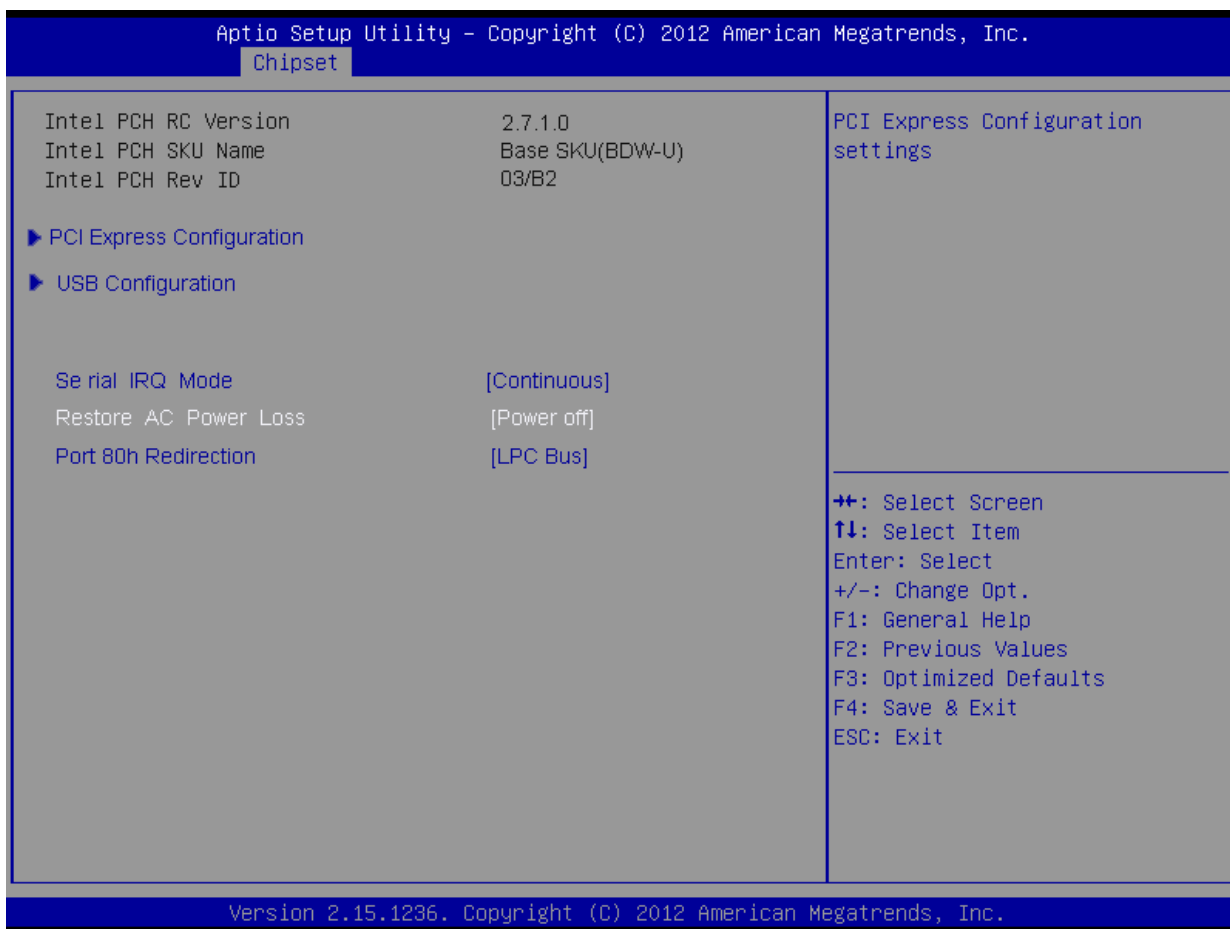 Aptio Setup Utility – Copyright (C) 2012 American Megatrends, Inc.
Chipset
Intel PCH RC Version 2.7.1.0
Intel PCH SKU Name Base SKU(BDW-U)
Intel PCH Rev ID 03/B2
PCI Express Configuration
USB Configuration
Se rial IRQ Mode [Continuous]
Restore AC Power Loss [Power off]
Port 80h Redirection [LPC Bus]
PCI Express Configuration
settings
→←: Select Screen
↑↓: Select Item
Enter: Select
+/-: Change Opt.
F1: General Help
F2: Previous Values
F3: Optimized Defaults
F4: Save & Exit
ESC: Exit
Version 2.15.1236. Copyright (C) 2012 American Megatrends, Inc.